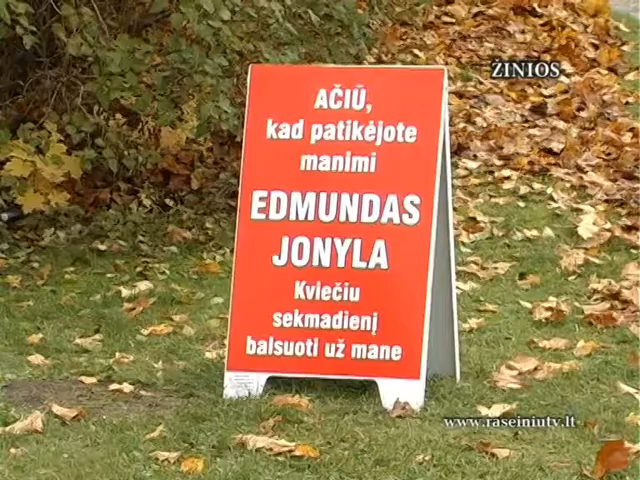 ŽINIOS
AČIŪ,
kad patikėjote
manimi
EDMUNDAS
JONYLA
Kviečiu
sekmadienį
balsuoti už mane
www.raseiniutv.lt